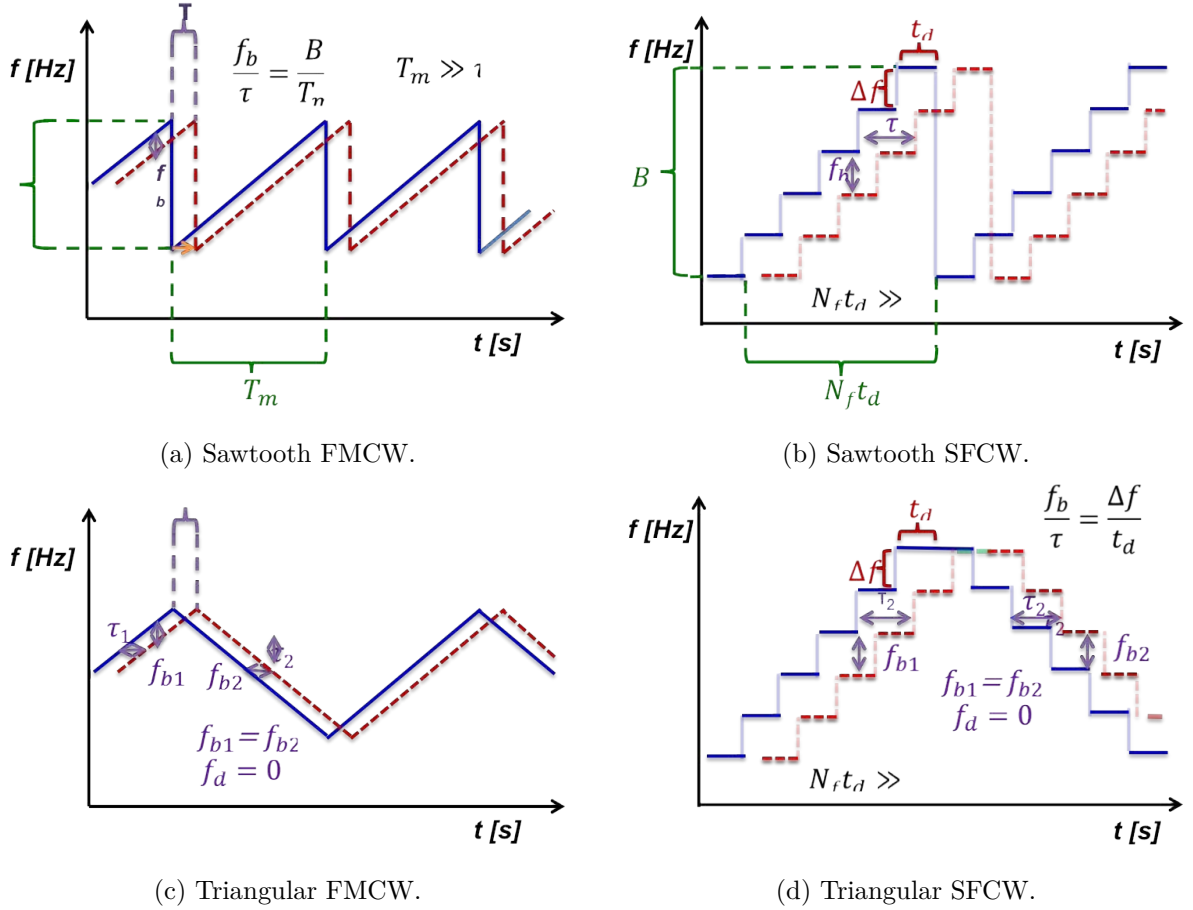 T
f [Hz]
f_b / τ = B / T_n
T_m ≫ τ
f
b
t [s]
T_m
(a) Sawtooth FMCW.
t_d
f [Hz]
Δf
τ
B
f_b
N_f t_d ≫
t [s]
N_f t_d
(b) Sawtooth SFCW.
f [Hz]
τ_1
τ_2
f_b1
f_b2
f_b1 = f_b2
f_d = 0
t [s]
(c) Triangular FMCW.
f_b / τ = Δf / t_d
t_d
f [Hz]
Δf
T_2
τ_2
f_b1
f_b2
f_b1 = f_b2
f_d = 0
N_f t_d ≫
t [s]
(d) Triangular SFCW.